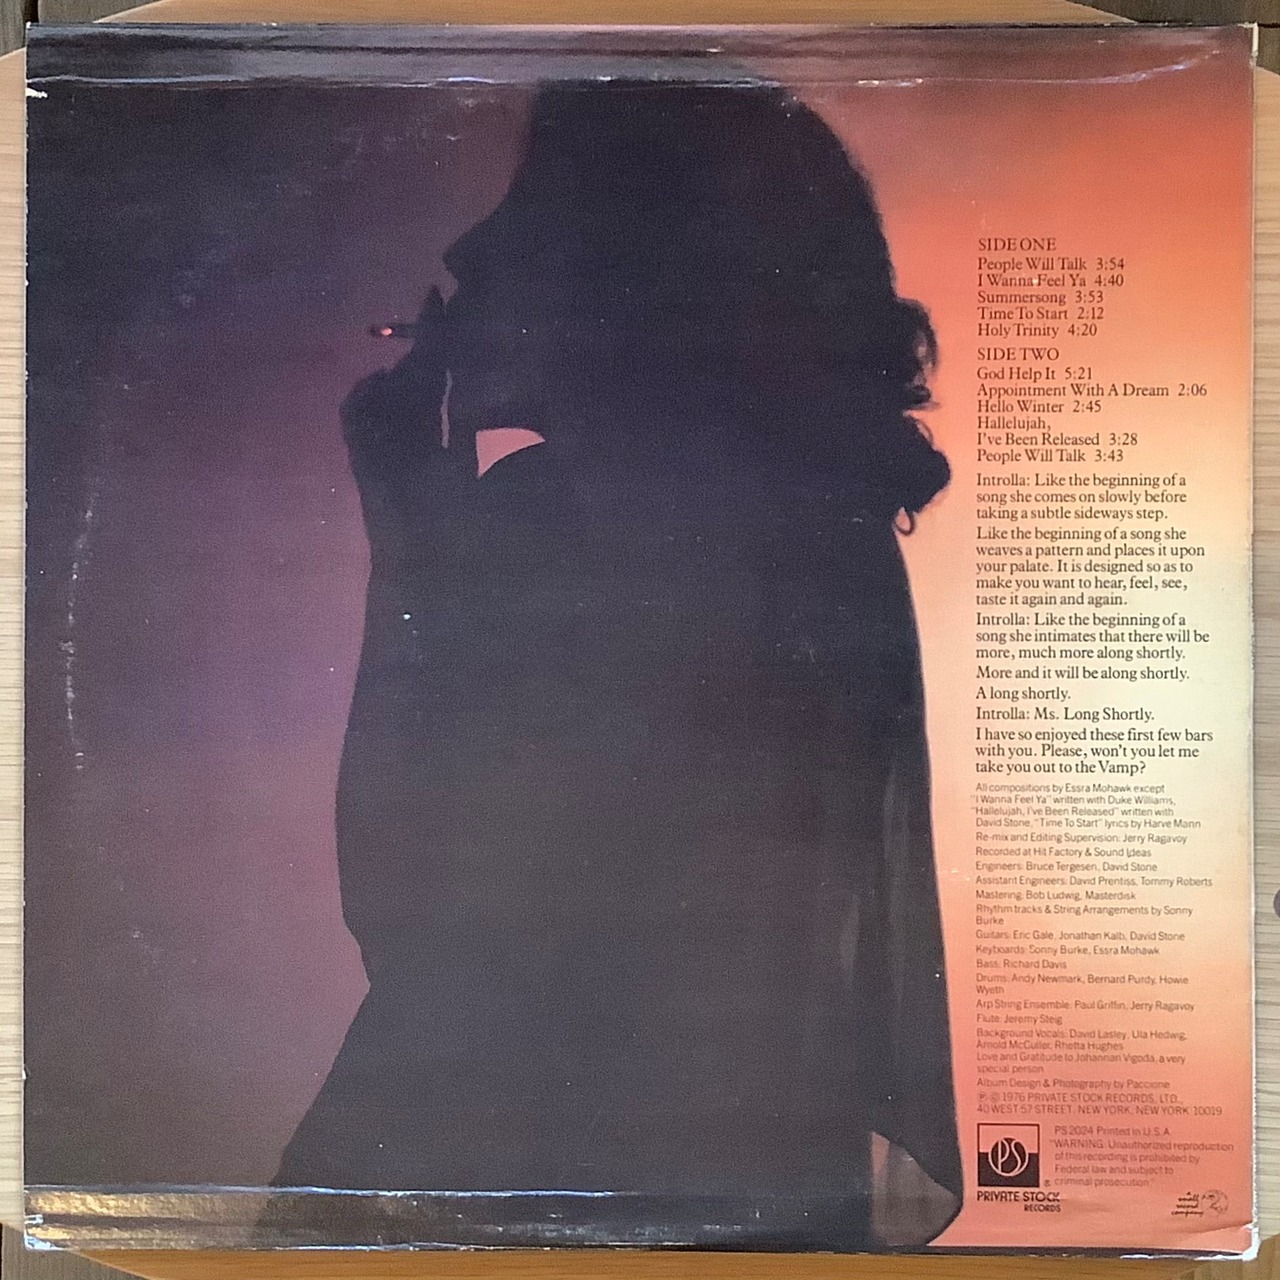 SIDE ONE
People Will Talk 3:54
I Wanna Feel Ya 4:40
Summersong 3:53
Time To Start 2:12
Holy Trinity 4:20
SIDE TWO
God Help It 5:21
Appointment With A Dream 2:06
Hello Winter 2:45
Hallelujah,
I've Been Released 3:28
People Will Talk 3:43
Introlla: Like the beginning of a
song she comes on slowly before
taking a subtle sideways step.
Like the beginning of a song she
weaves a pattern and places it upon
your palate. It is designed so as to
make you want to hear, feel, see,
taste it again and again.
Introlla: Like the beginning of a
song she intimates that there will be
more, much more along shortly.
More and it will be along shortly.
A long shortly.
Introlla: Ms. Long Shortly.
I have so enjoyed these first few bars
with you. Please, won't you let me
take you out to the Vamp?
All compositions by Essra Mohawk except
"I Wanna Feel Ya" written with Duke Williams,
"Hallelujah, I've Been Released" written with
David Stone, "Time To Start" lyrics by Harve Mann
Re-mix and Editing Supervision: Jerry Ragavoy
Recorded at Hit Factory & Sound Ideas
Engineers: Bruce Tergesen, David Stone
Assistant Engineers: David Prentiss, Tommy Roberts
Mastering: Bob Ludwig, Masterdisk
Rhythm tracks & String Arrangements by Sonny
Burke
Guitars: Eric Gale, Jonathan Kalb, David Stone
Keyboards: Sonny Burke, Essra Mohawk
Bass: Richard Davis
Drums: Andy Newmark, Bernard Purdy, Howie
Wyeth
Arp String Ensemble: Paul Griffin, Jerry Ragavoy
Flute: Jeremy Steig
Background Vocals: David Lasley, Ula Hedwig,
Arnold McCuller, Rhetta Hughes
Love and Gratitude to Johannan Vigoda, a very
special person
Album Design & Photography by Paccione
℗ © 1976 PRIVATE STOCK RECORDS, LTD.,
40 WEST 57 STREET, NEW YORK, NEW YORK 10019
PS 2024 Printed in U.S.A.
"WARNING: Unauthorized reproduction
of this recording is prohibited by
Federal law and subject to
criminal prosecution"
PS
PRIVATE STOCK
RECORDS
a
small
record
company